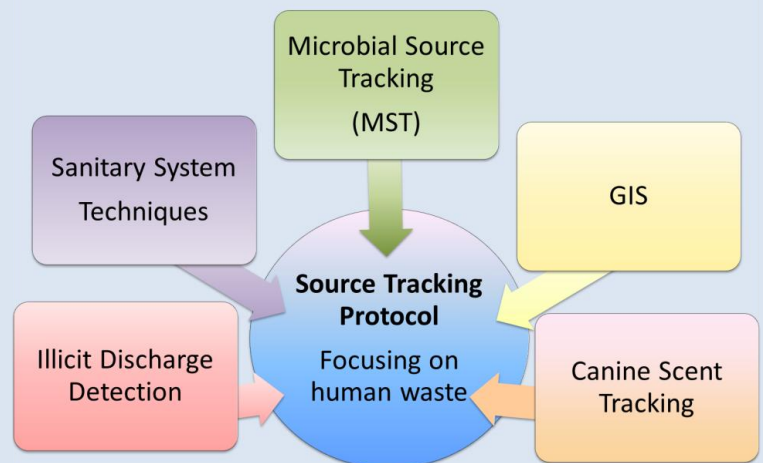 Microbial Source
Tracking
(MST)
Sanitary System
Techniques
GIS
Source Tracking
Protocol
Focusing on
human waste
Illicit Discharge
Detection
Canine Scent
Tracking